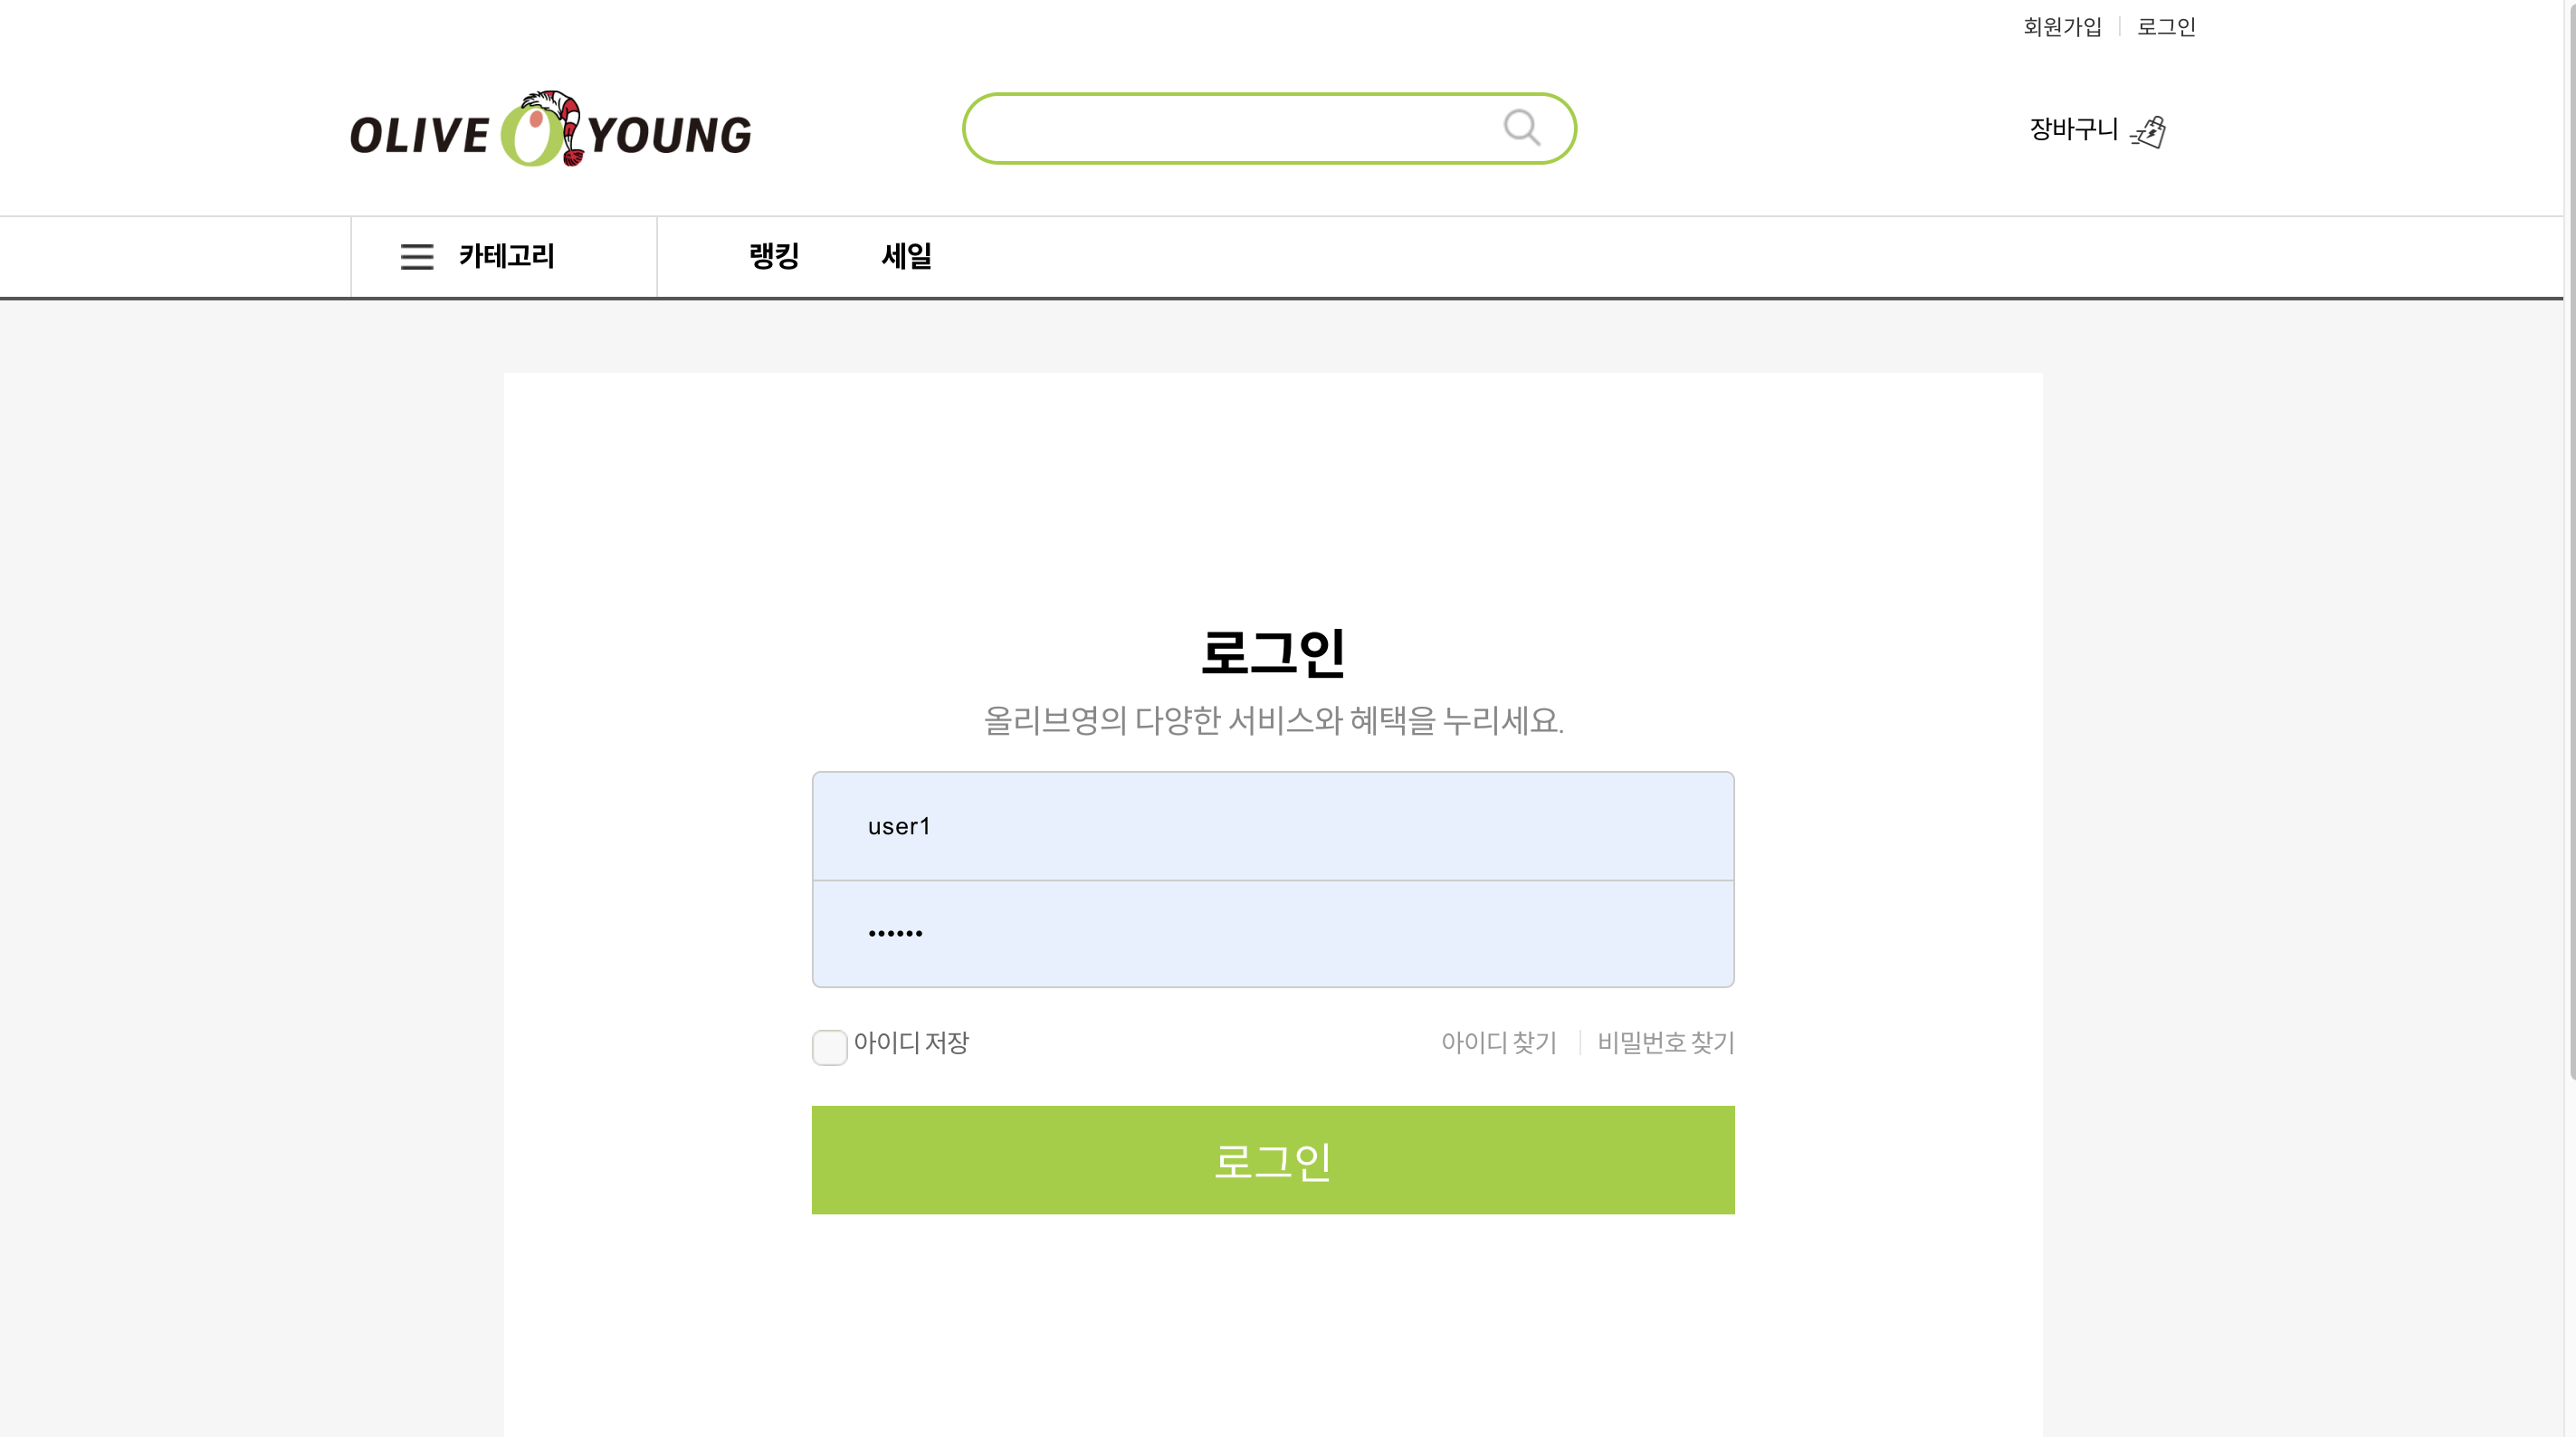 회원가입 로그인
OLIVE YOUNG
장바구니
카테고리 랭킹 세일
로그인
올리브영의 다양한 서비스와 혜택을 누리세요.
user1
••••••
아이디 저장 아이디 찾기 비밀번호 찾기
로그인